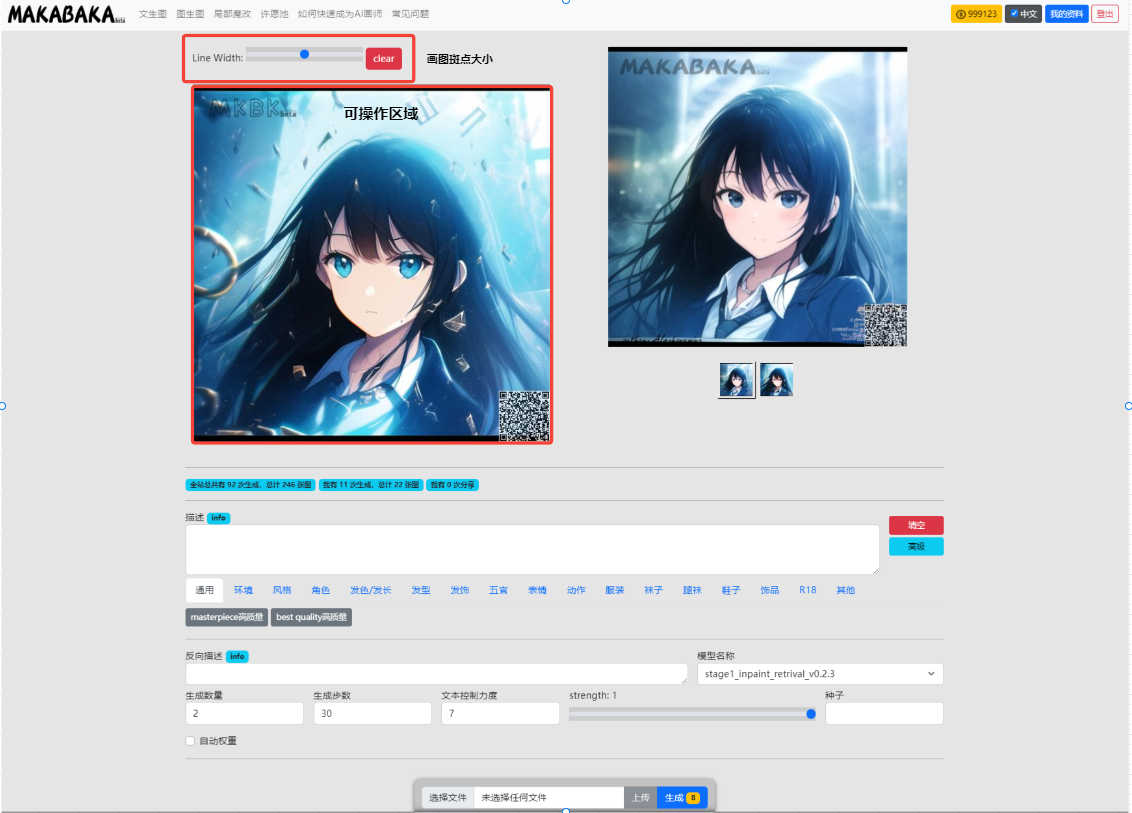 MAKABAKA beta 文生图 图生图 局部魔改 许愿池 如何快速成为AI画师 常见问题 999123 中文 我的资料 登出
Line Width: clear 画图斑点大小
MKBK beta 可操作区域
MAKABAKA beta
全站总共有 92 次生成，总计 246 张图 我有 11 次生成，总计 22 张图 我有 0 次分享
描述 info
清空
高级
通用 环境 风格 角色 发色/发长 发型 发饰 五官 表情 动作 服装 袜子 腿袜 鞋子 饰品 R18 其他
masterpiece高质量 best quality高质量
反向描述 info 模型名称
stage1_inpaint_retrival_v0.2.3
生成数量 生成步数 文本控制力度 strength: 1 种子
2 30 7
自动权重
选择文件 未选择任何文件 上传 生成 8